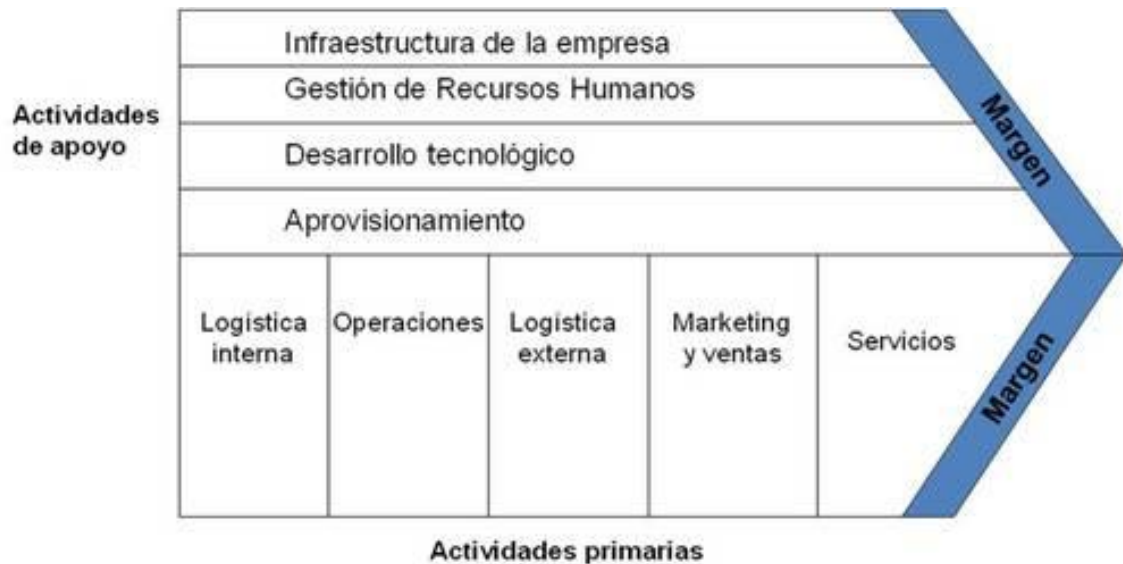 Infraestructura de la empresa
Gestión de Recursos Humanos
Actividades
de apoyo
Desarrollo tecnológico
Aprovisionamiento
Margen
Logística
interna
Operaciones
Logística
externa
Marketing
y ventas
Servicios
Margen
Actividades primarias